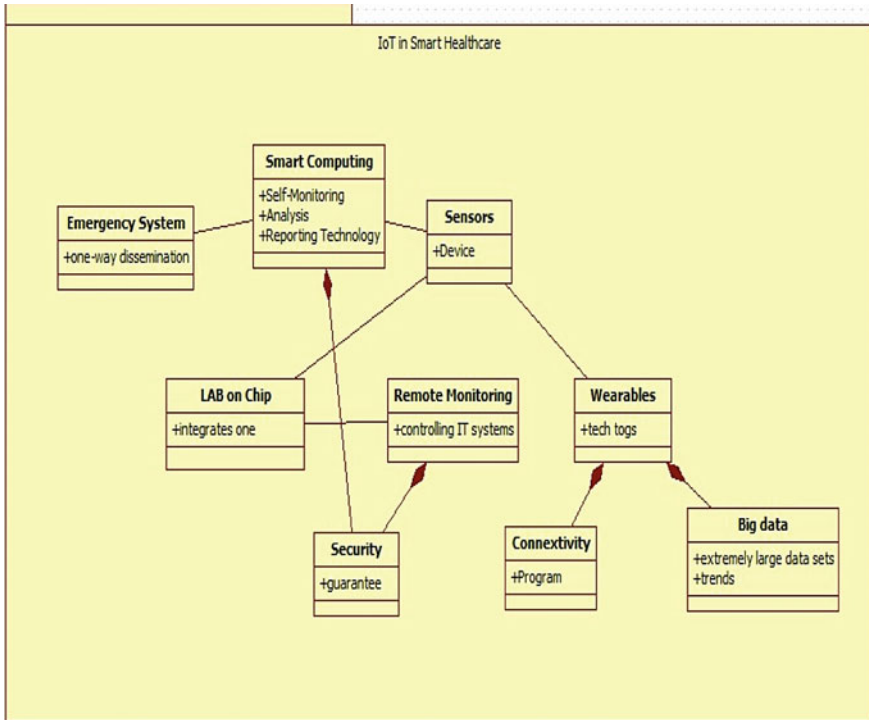 IoT in Smart Healthcare
Smart Computing
+Self-Monitoring
+Analysis
+Reporting Technology
Emergency System
+one-way dissemination
Sensors
+Device
LAB on Chip
+integrates one
Remote Monitoring
+controlling IT systems
Wearables
+tech togs
Security
+guarantee
Connextivity
+Program
Big data
+extremely large data sets
+trends